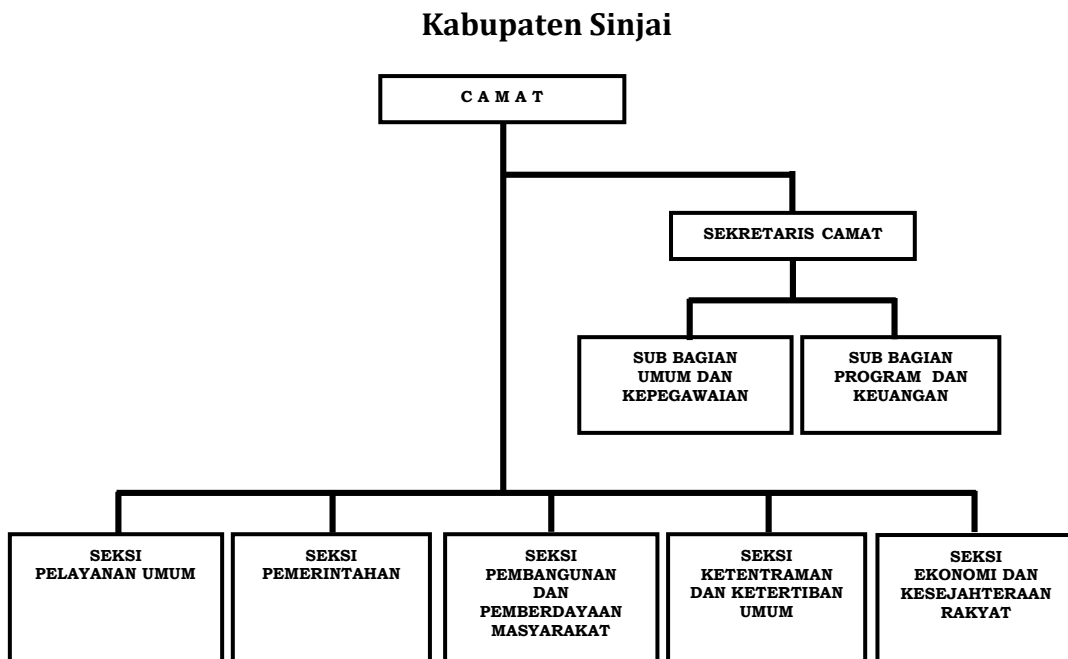 Kabupaten Sinjai
C A M A T
SEKRETARIS CAMAT
SUB BAGIAN
UMUM DAN
KEPEGAWAIAN
SUB BAGIAN
PROGRAM DAN
KEUANGAN
SEKSI
PELAYANAN UMUM
SEKSI
PEMERINTAHAN
SEKSI
PEMBANGUNAN
DAN
PEMBERDAYAAN
MASYARAKAT
SEKSI
KETENTRAMAN
DAN KETERTIBAN
UMUM
SEKSI
EKONOMI DAN
KESEJAHTERAAN
RAKYAT